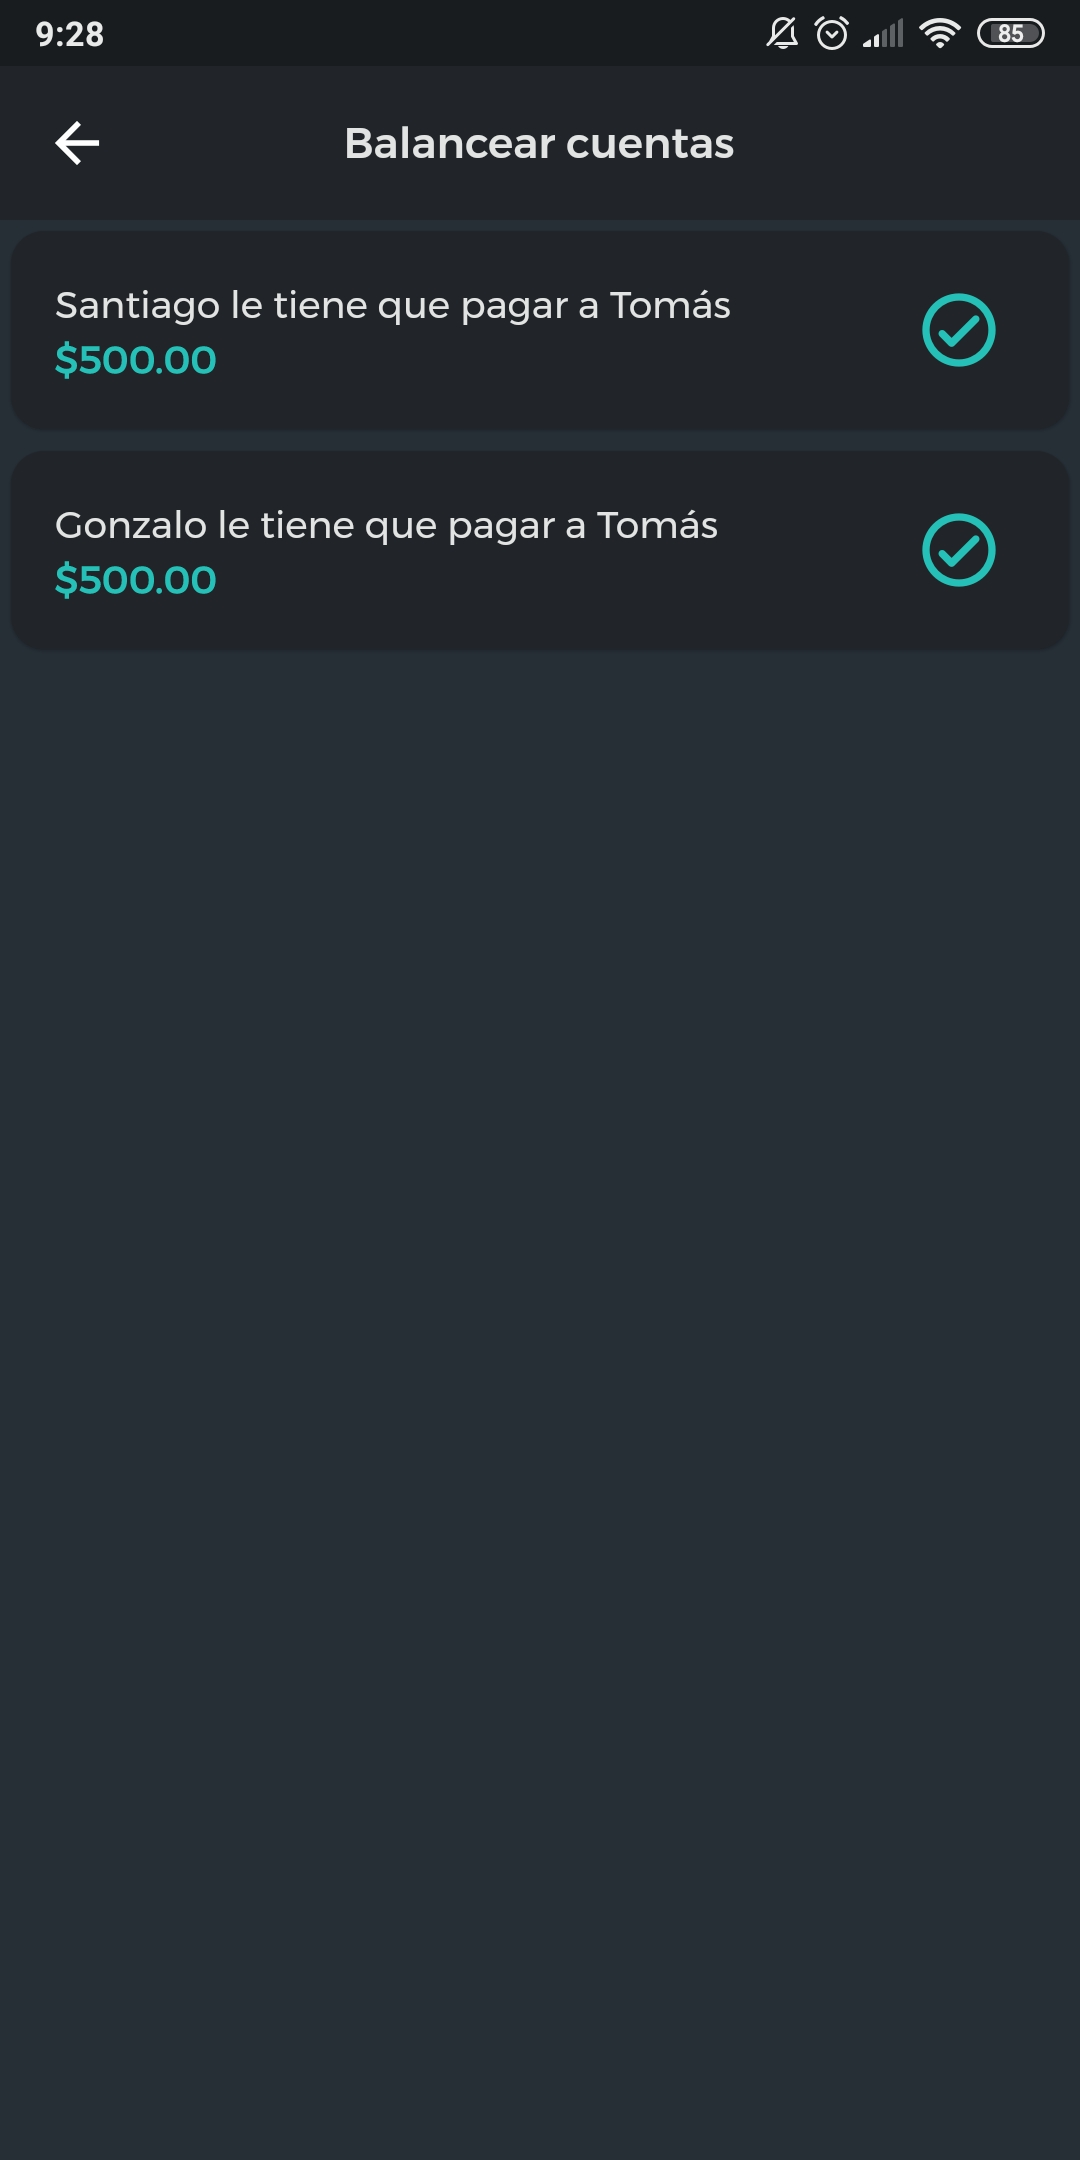 9:28
85
Balancear cuentas
Santiago le tiene que pagar a Tomás
$500.00
Gonzalo le tiene que pagar a Tomás
$500.00